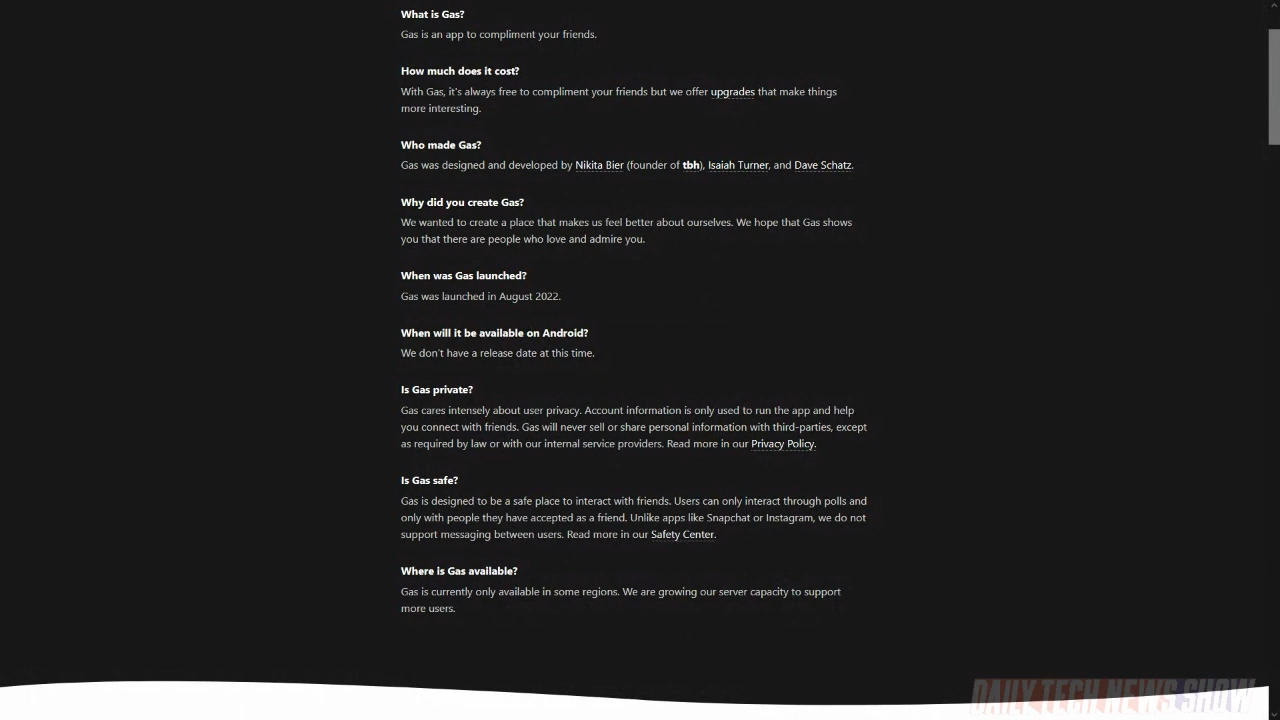 What is Gas?
Gas is an app to compliment your friends.
How much does it cost?
With Gas, it's always free to compliment your friends but we offer upgrades that make things
more interesting.
Who made Gas?
Gas was designed and developed by Nikita Bier (founder of tbh), Isaiah Turner, and Dave Schatz.
Why did you create Gas?
We wanted to create a place that makes us feel better about ourselves. We hope that Gas shows
you that there are people who love and admire you.
When was Gas launched?
Gas was launched in August 2022.
When will it be available on Android?
We don't have a release date at this time.
Is Gas private?
Gas cares intensely about user privacy. Account information is only used to run the app and help
you connect with friends. Gas will never sell or share personal information with third-parties, except
as required by law or with our internal service providers. Read more in our Privacy Policy.
Is Gas safe?
Gas is designed to be a safe place to interact with friends. Users can only interact through polls and
only with people they have accepted as a friend. Unlike apps like Snapchat or Instagram, we do not
support messaging between users. Read more in our Safety Center.
Where is Gas available?
Gas is currently only available in some regions. We are growing our server capacity to support
more users.
DAILY TECH NEWS SHOW